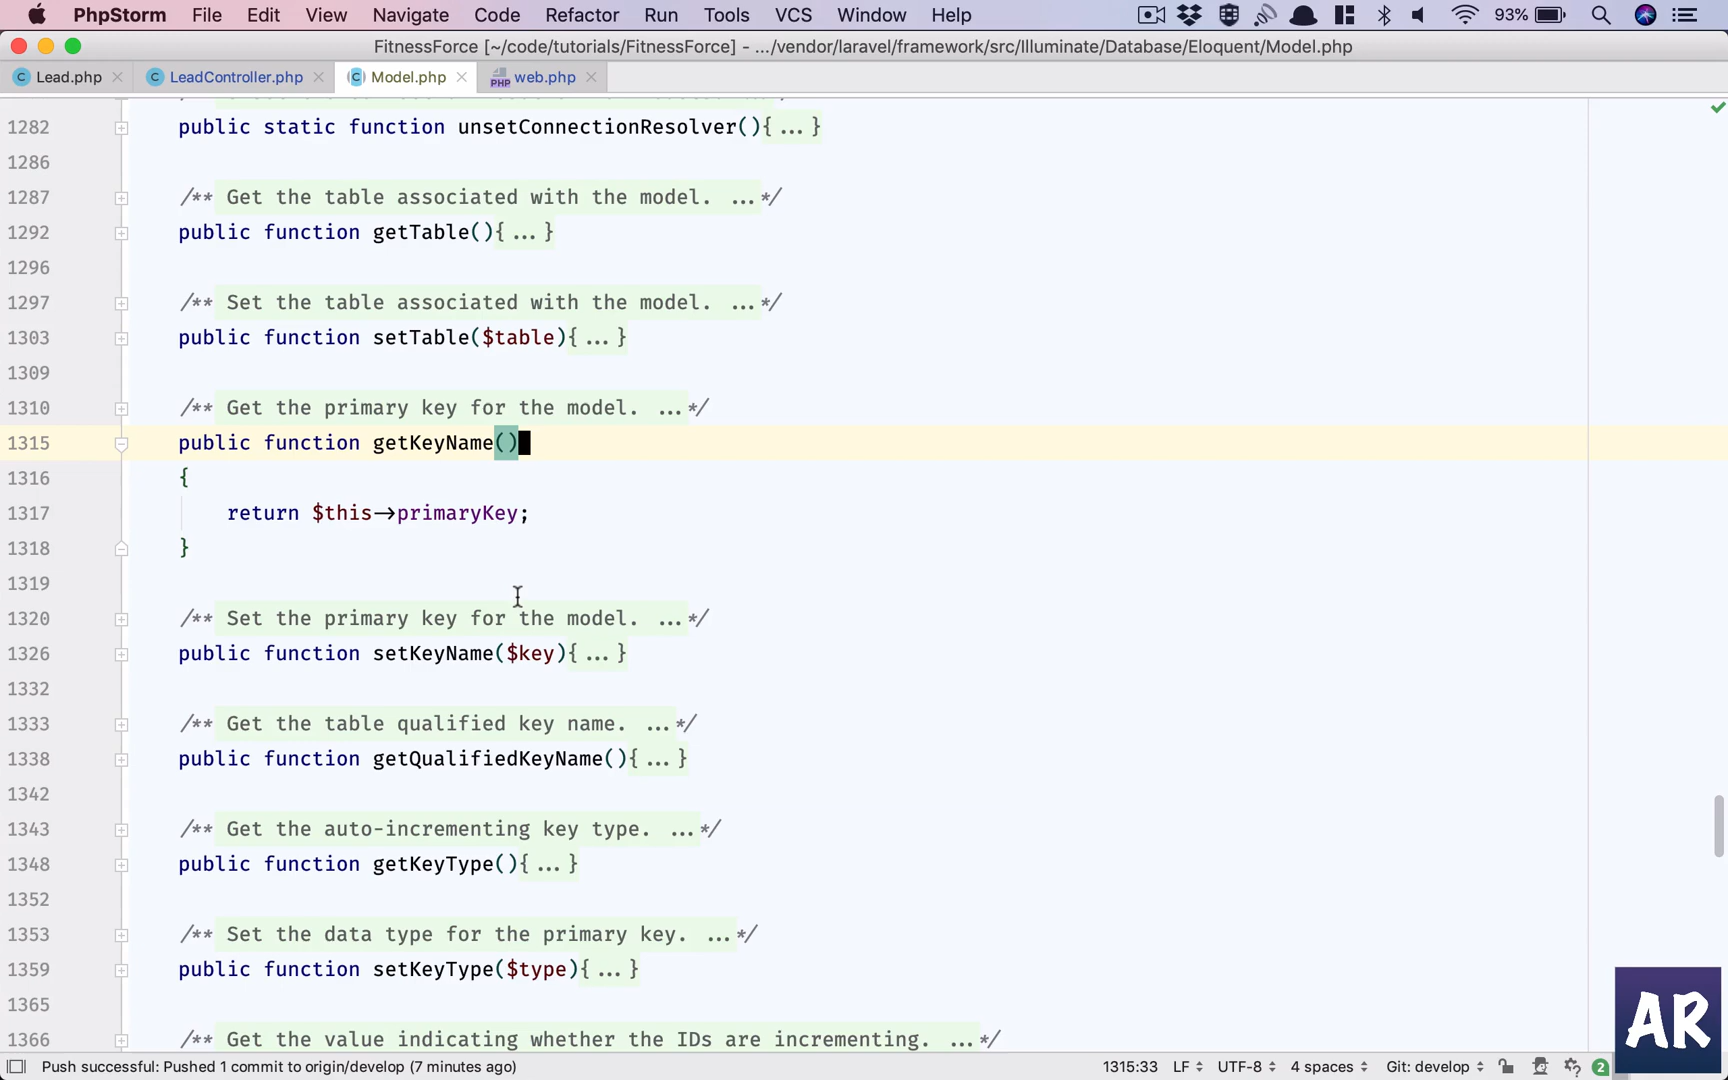 PhpStorm File Edit View Navigate Code Refactor Run Tools VCS Window Help 93%
FitnessForce [~/code/tutorials/FitnessForce] - .../vendor/laravel/framework/src/Illuminate/Database/Eloquent/Model.php
C Lead.php C LeadController.php C Model.php PHP web.php
1282 public static function unsetConnectionResolver(){...}
1286
1287 /** Get the table associated with the model. ...*/
1292 public function getTable(){...}
1296
1297 /** Set the table associated with the model. ...*/
1303 public function setTable($table){...}
1309
1310 /** Get the primary key for the model. ...*/
1315 public function getKeyName()
1316 {
1317 return $this->primaryKey;
1318 }
1319
1320 /** Set the primary key for the model. ...*/
1326 public function setKeyName($key){...}
1332
1333 /** Get the table qualified key name. ...*/
1338 public function getQualifiedKeyName(){...}
1342
1343 /** Get the auto-incrementing key type. ...*/
1348 public function getKeyType(){...}
1352
1353 /** Set the data type for the primary key. ...*/
1359 public function setKeyType($type){...}
1365
1366 /** Get the value indicating whether the IDs are incrementing. ...*/
AR
Push successful: Pushed 1 commit to origin/develop (7 minutes ago) 1315:33 LF UTF-8 4 spaces Git: develop 2